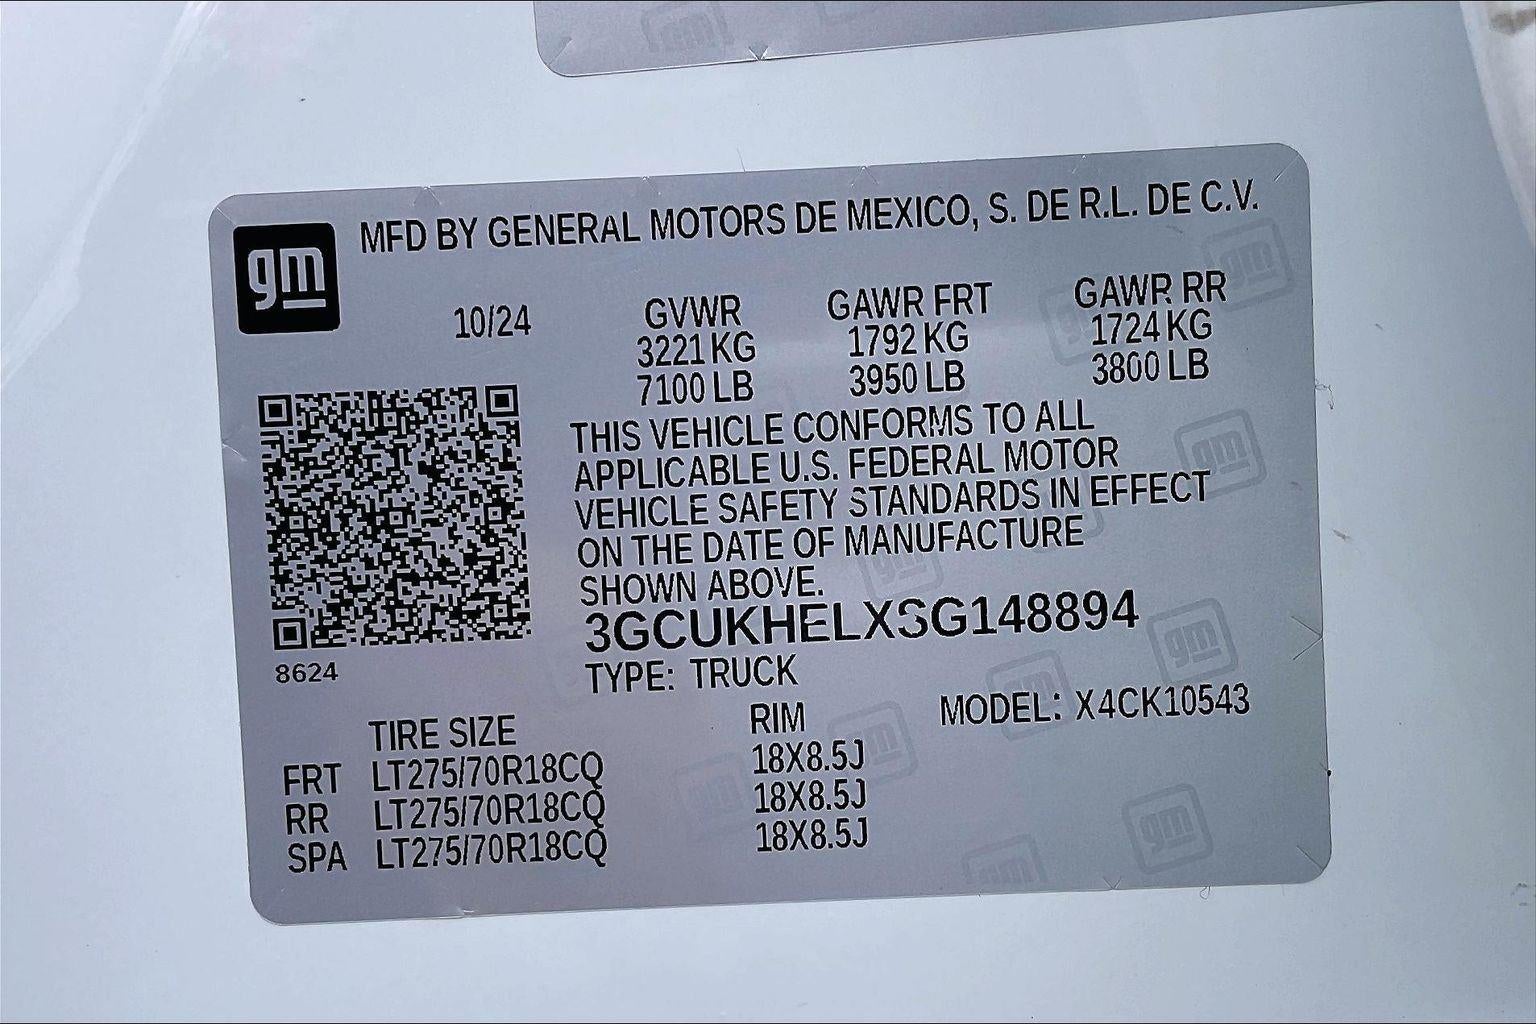 gm
MFD BY GENERAL MOTORS DE MEXICO, S. DE R.L. DE C.V.
10/24 GVWR GAWR FRT GAWR RR
3221 KG 1792 KG 1724 KG
7100 LB 3950 LB 3800 LB
THIS VEHICLE CONFORMS TO ALL
APPLICABLE U.S. FEDERAL MOTOR
VEHICLE SAFETY STANDARDS IN EFFECT
ON THE DATE OF MANUFACTURE
SHOWN ABOVE.
3GCUKHELXSG148894
8624
TYPE: TRUCK
TIRE SIZE RIM MODEL: X4CK10543
FRT LT275/70R18CQ 18X8.5J
RR LT275/70R18CQ 18X8.5J
SPA LT275/70R18CQ 18X8.5J